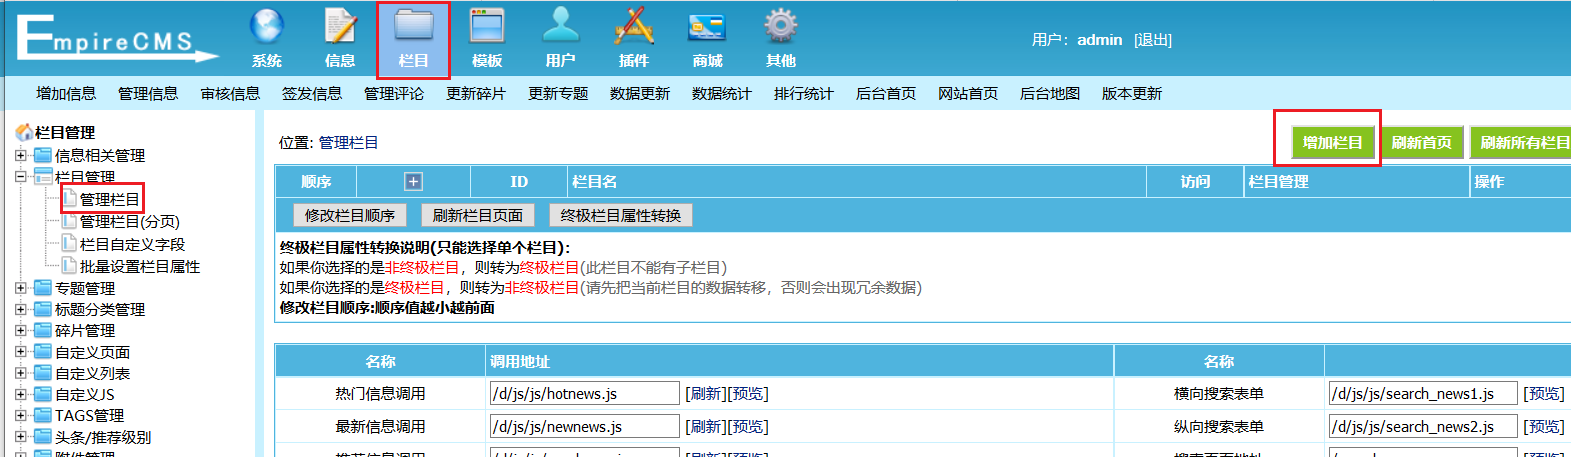 EmpireCMS
系统 信息 栏目 模板 用户 插件 商城 其他
用户：admin [退出]
增加信息 管理信息 审核信息 签发信息 管理评论 更新碎片 更新专题 数据更新 数据统计 排行统计 后台首页 网站首页 后台地图 版本更新
栏目管理
信息相关管理
栏目管理
管理栏目
管理栏目(分页)
栏目自定义字段
批量设置栏目属性
专题管理
标题分类管理
碎片管理
自定义页面
自定义列表
自定义JS
TAGS管理
头条/推荐级别
位置: 管理栏目
增加栏目 刷新首页 刷新所有栏目
顺序 ID 栏目名 访问 栏目管理 操作
修改栏目顺序 刷新栏目页面 终极栏目属性转换
终极栏目属性转换说明(只能选择单个栏目)：
如果你选择的是非终极栏目，则转为终极栏目(此栏目不能有子栏目)
如果你选择的是终极栏目，则转为非终极栏目(请先把当前栏目的数据转移，否则会出现冗余数据)
修改栏目顺序:顺序值越小越前面
名称 调用地址 名称
热门信息调用 /d/js/js/hotnews.js [刷新][预览] 横向搜索表单 /d/js/js/search_news1.js [预览]
最新信息调用 /d/js/js/newnews.js [刷新][预览] 纵向搜索表单 /d/js/js/search_news2.js [预览]